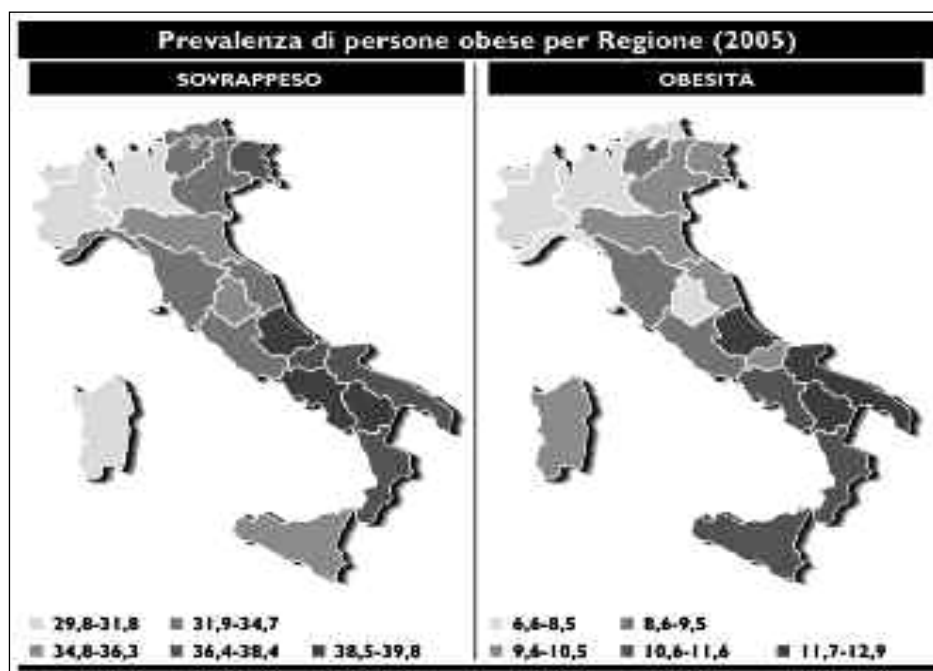 Prevalenza di persone obese per Regione (2005)
SOVRAPPESO
OBESITÀ
29,8-31,8 31,9-34,7
34,8-36,3 36,4-38,4 38,5-39,8
6,6-8,5 8,6-9,5
9,6-10,5 10,6-11,6 11,7-12,9